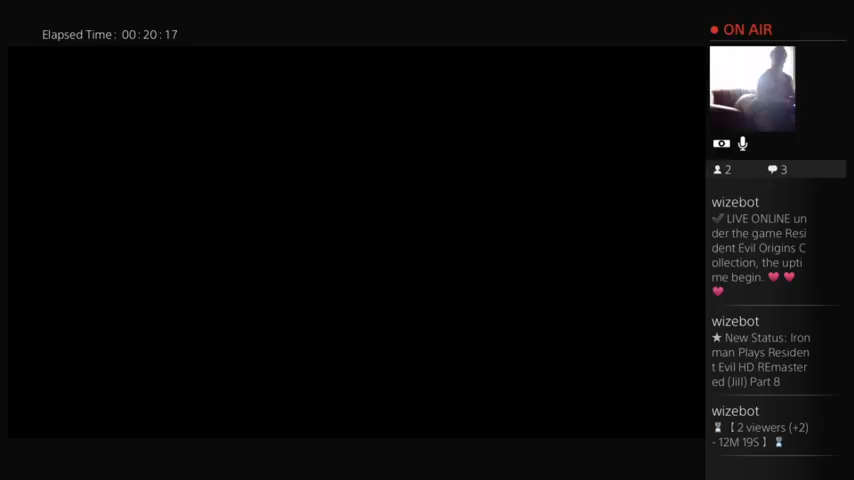 Elapsed Time: 00:20:17
ON AIR
2 3
wizebot
LIVE ONLINE un
der the game Resi
dent Evil Origins C
ollection, the upti
me begin.
wizebot
★ New Status: Iron
man Plays Residen
t Evil HD REmaster
ed (Jill) Part 8
wizebot
⌛ [ 2 viewers (+2)
- 12M 19S ] ⌛